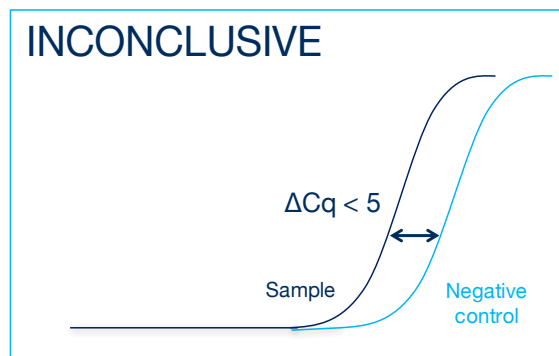 INCONCLUSIVE
ΔCq < 5
Sample
Negative
control